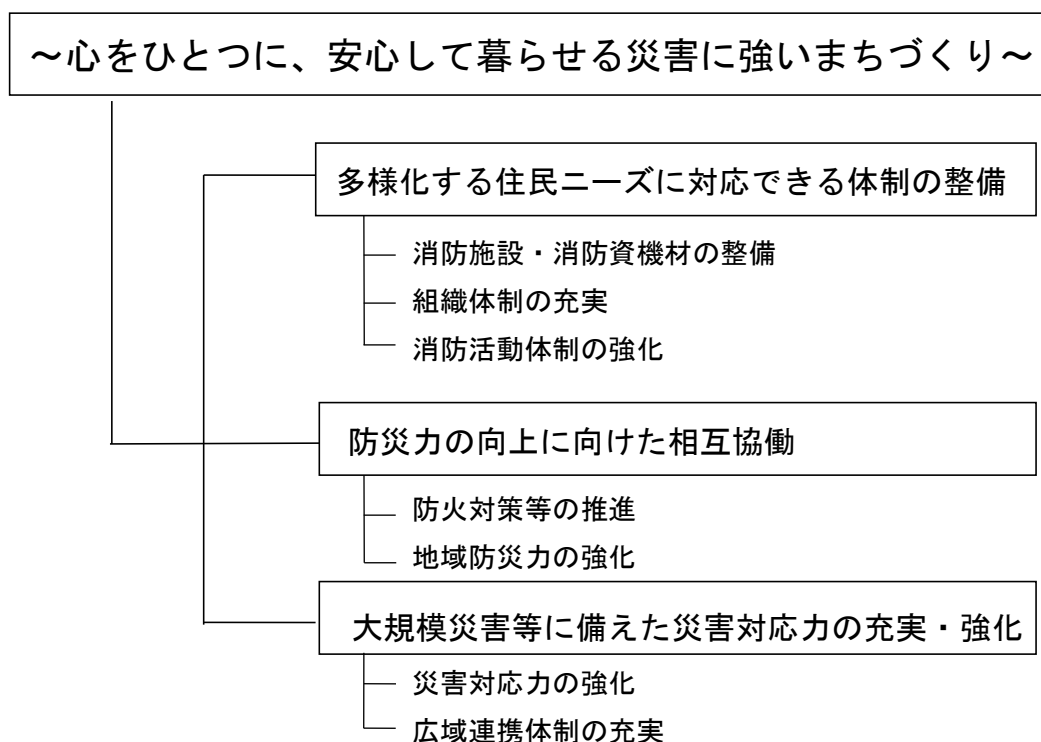 ～心をひとつに、安心して暮らせる災害に強いまちづくり～
多様化する住民ニーズに対応できる体制の整備
消防施設・消防資機材の整備
組織体制の充実
消防活動体制の強化
防災力の向上に向けた相互協働
防火対策等の推進
地域防災力の強化
大規模災害等に備えた災害対応力の充実・強化
災害対応力の強化
広域連携体制の充実